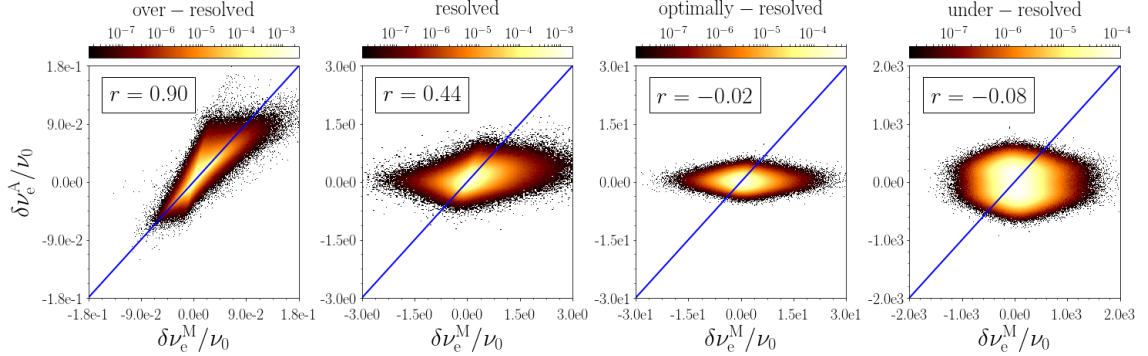 over − resolved
resolved
optimally − resolved
under − resolved
10⁻⁷ 10⁻⁶ 10⁻⁵ 10⁻⁴ 10⁻³
10⁻⁷ 10⁻⁶ 10⁻⁵ 10⁻⁴ 10⁻³
10⁻⁷ 10⁻⁶ 10⁻⁵ 10⁻⁴
10⁻⁷ 10⁻⁶ 10⁻⁵ 10⁻⁴
δν_e^A/ν_0
1.8e-1
9.0e-2
0.0e0
-9.0e-2
-1.8e-1
r = 0.90
-1.8e-1 -9.0e-2 0.0e0 9.0e-2 1.8e-1
δν_e^M/ν_0
3.0e0
1.5e0
0.0e0
-1.5e0
-3.0e0
r = 0.44
-3.0e0 -1.5e0 0.0e0 1.5e0 3.0e0
δν_e^M/ν_0
3.0e1
1.5e1
0.0e0
-1.5e1
-3.0e1
r = −0.02
-3.0e1 -1.5e1 0.0e0 1.5e1 3.0e1
δν_e^M/ν_0
2.0e3
1.0e3
0.0e0
-1.0e3
-2.0e3
r = −0.08
-2.0e3 -1.0e3 0.0e0 1.0e3 2.0e3
δν_e^M/ν_0